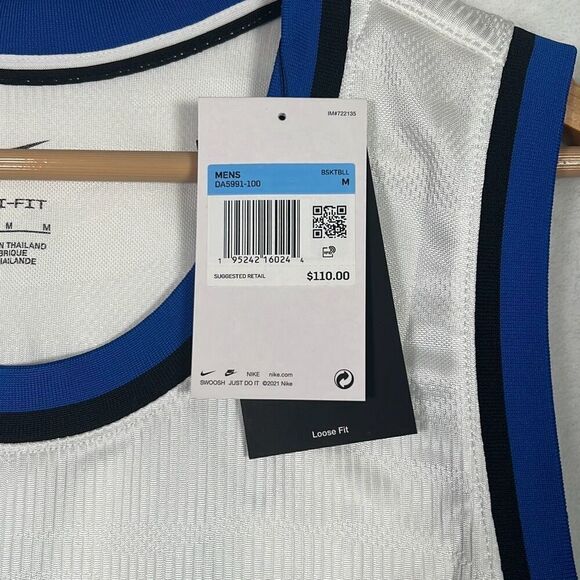 IM#722135
MENS BSKTBLL
DA5991-100 M
1 95242 16024 4
SUGGESTED RETAIL $110.00
NIKE nike.com
SWOOSH JUST DO IT ©2021 Nike
Loose Fit
I-FIT
M M
N THAILAND
BRIQUE
HAILANDE